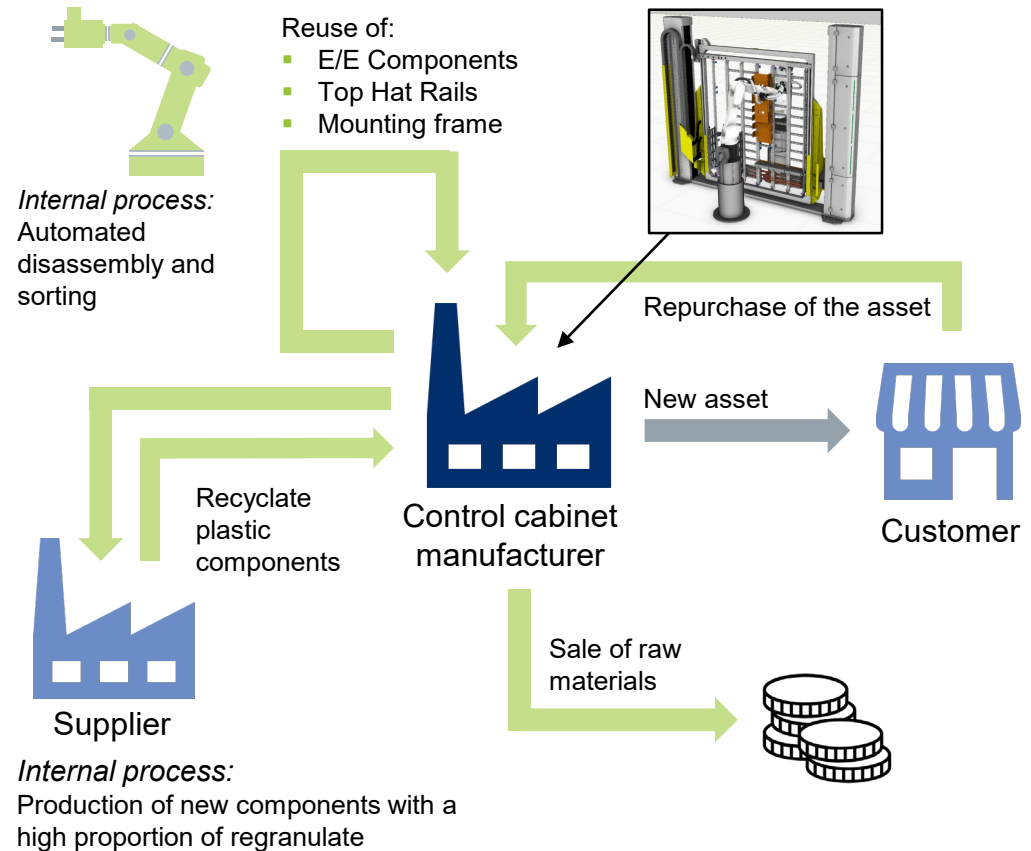 Reuse of:
▪ E/E Components
▪ Top Hat Rails
▪ Mounting frame
Internal process:
Automated
disassembly and
sorting
Repurchase of the asset
New asset
Recyclate
plastic
components
Control cabinet
manufacturer
Customer
Sale of raw
materials
Supplier
Internal process:
Production of new components with a
high proportion of regranulate